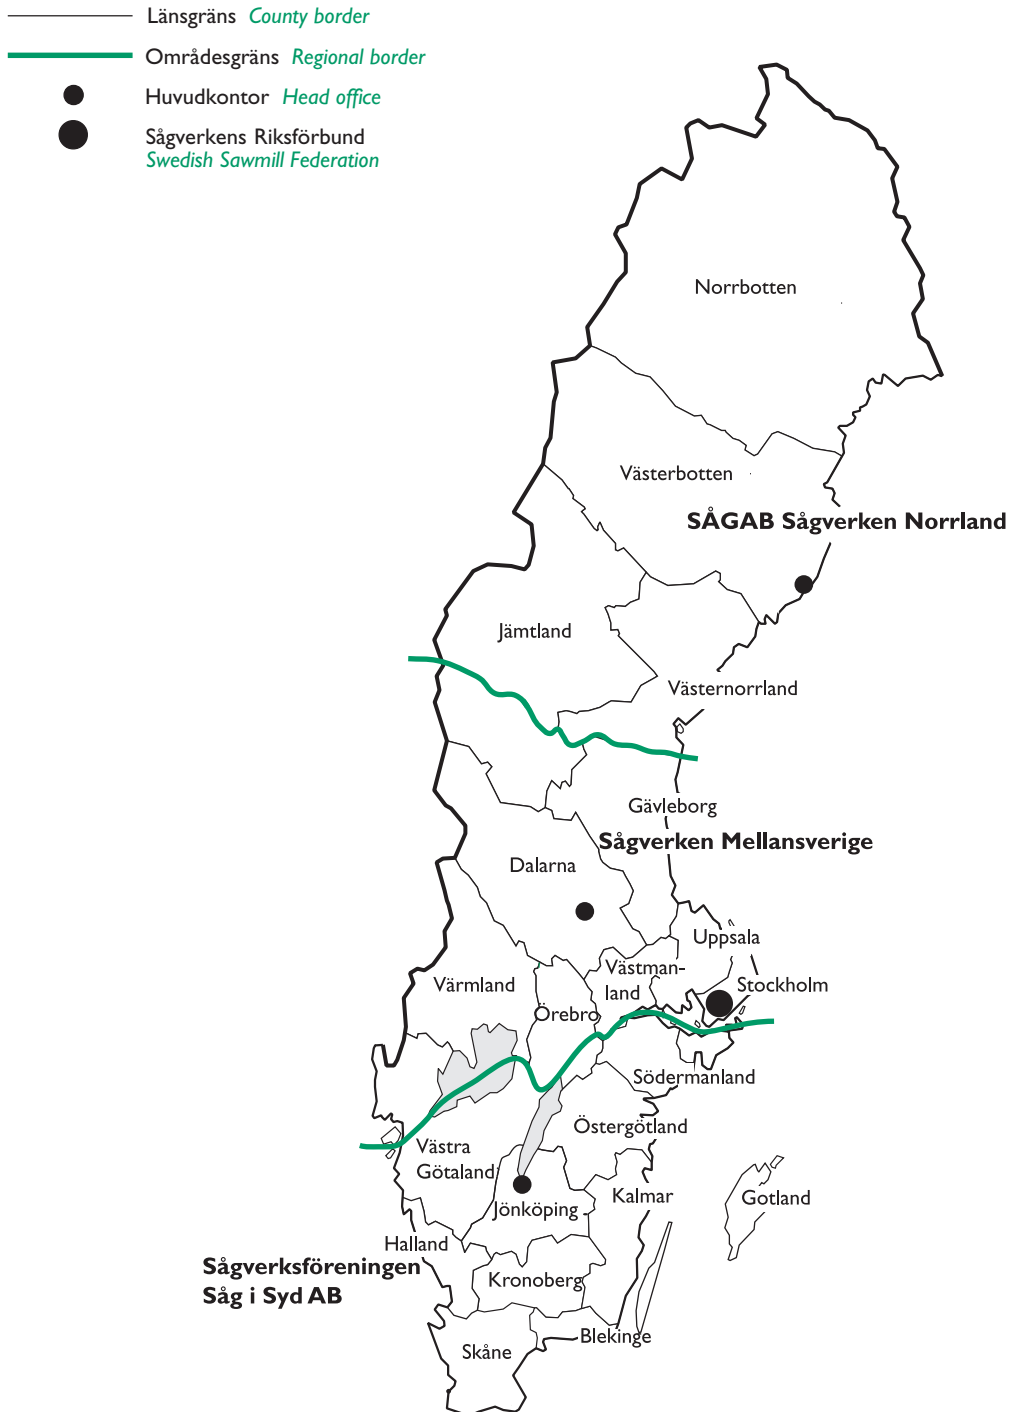 Länsgräns County border
Områdesgräns Regional border
Huvudkontor Head office
Sågverkens Riksförbund
Swedish Sawmill Federation
Norrbotten
Västerbotten
SÅGAB Sågverken Norrland
Jämtland
Västernorrland
Gävleborg
Sågverken Mellansverige
Dalarna
Uppsala
Västman-
land
Stockholm
Värmland
Örebro
Södermanland
Östergötland
Västra
Götaland
Kalmar
Gotland
Jönköping
Halland
Sågverksföreningen
Såg i Syd AB
Kronoberg
Blekinge
Skåne